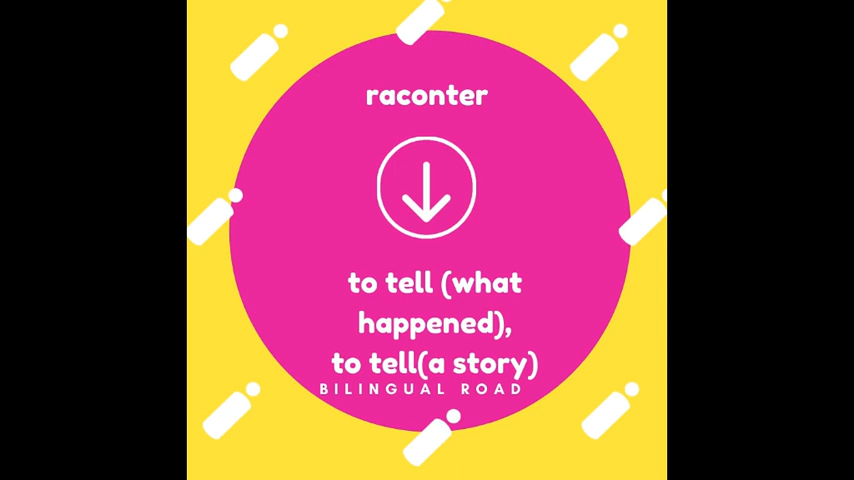 raconter
to tell (what
happened),
to tell(a story)
BILINGUAL ROAD